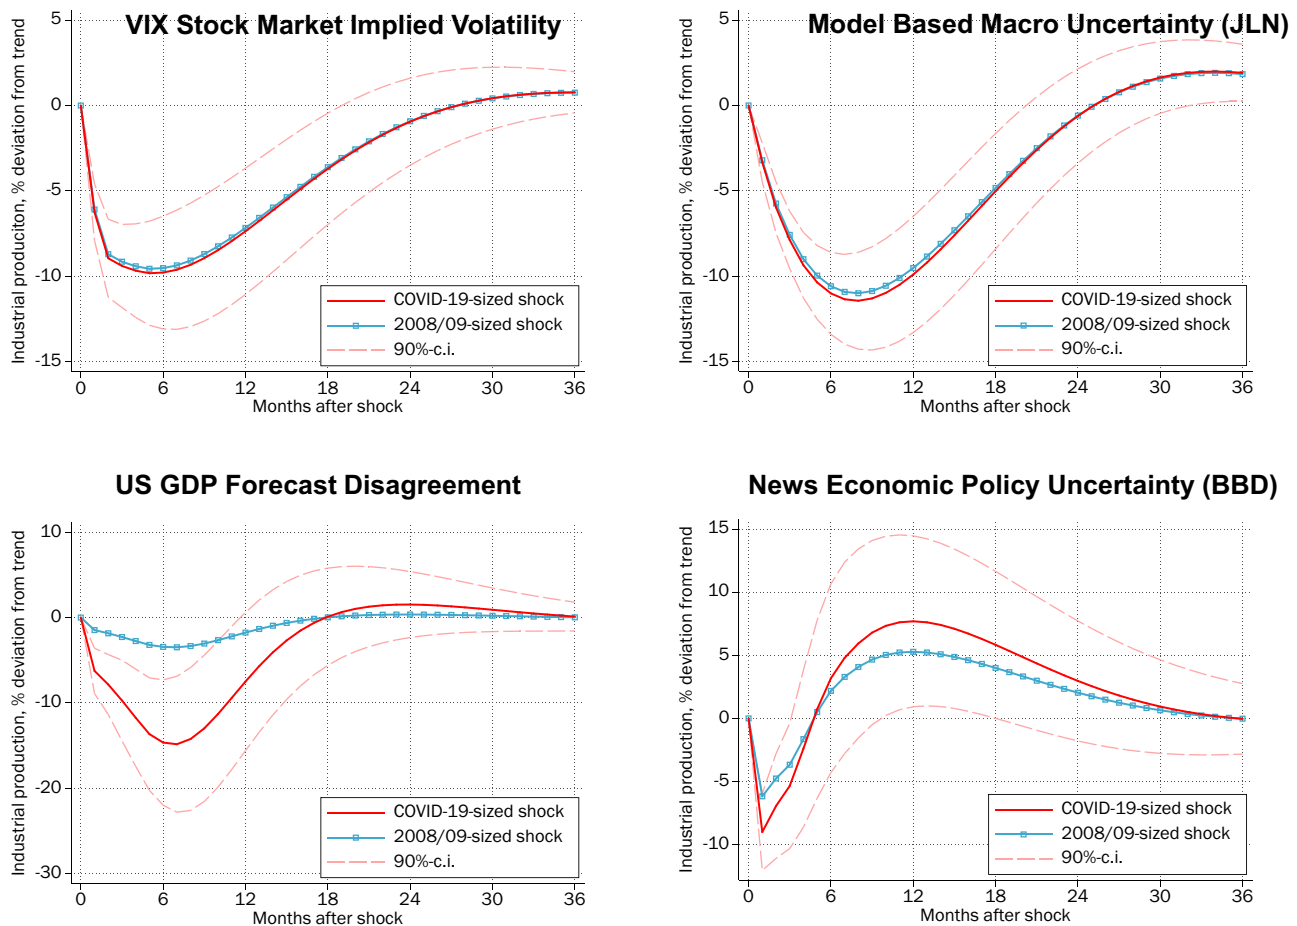 VIX Stock Market Implied Volatility
Industrial produciton, % deviation from trend
5
0
-5
-10
-15
COVID-19-sized shock
2008/09-sized shock
90%-c.i.
0 6 12 18 24 30 36
Months after shock
Model Based Macro Uncertainty (JLN)
Industrial production, % deviation from trend
5
0
-5
-10
-15
COVID-19-sized shock
2008/09-sized shock
90%-c.i.
0 6 12 18 24 30 36
Months after shock
US GDP Forecast Disagreement
Industrial production, % deviation from trend
10
0
-10
-20
-30
COVID-19-sized shock
2008/09-sized shock
90%-c.i.
0 6 12 18 24 30 36
Months after shock
News Economic Policy Uncertainty (BBD)
Industrial production, % deviation from trend
15
10
5
0
-5
-10
COVID-19-sized shock
2008/09-sized shock
90%-c.i.
0 6 12 18 24 30 36
Months after shock